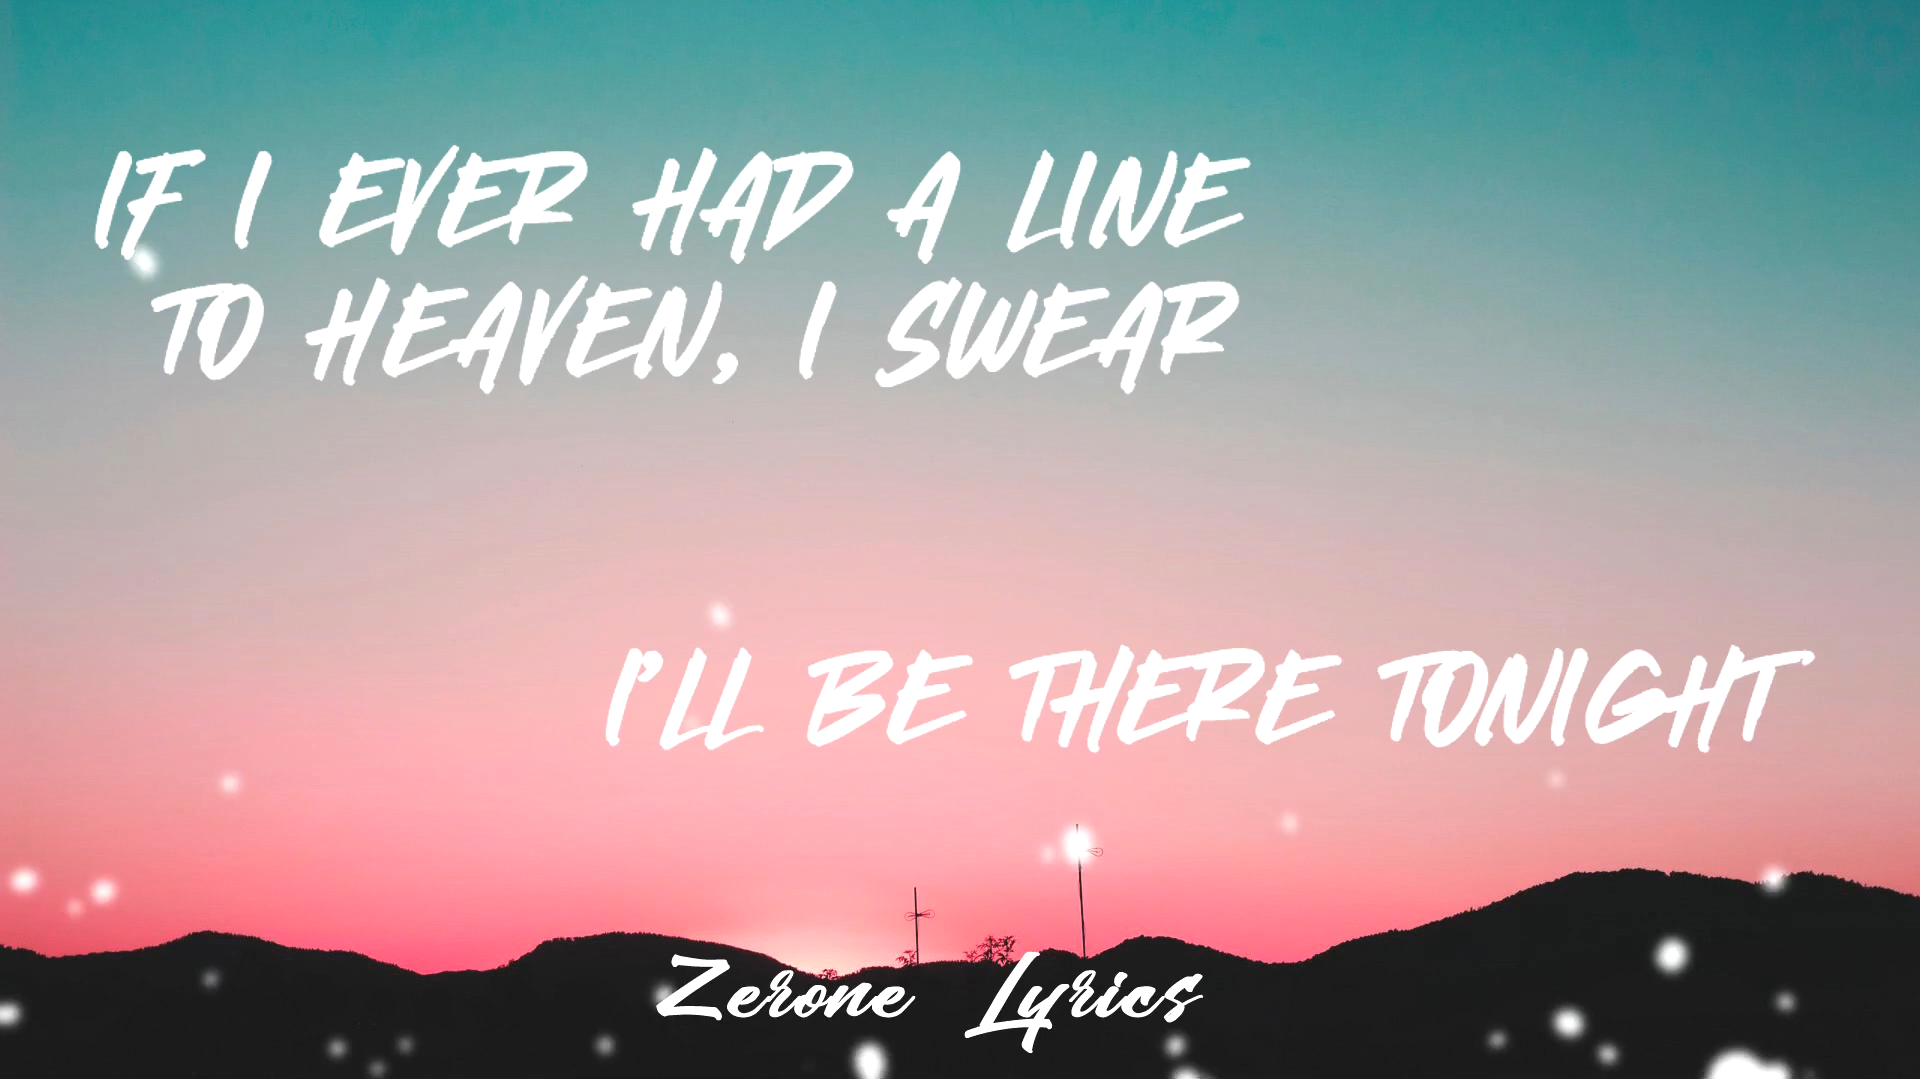 IF I EVER HAD A LINE
TO HEAVEN, I SWEAR
I'LL BE THERE TONIGHT
Zerone Lyrics